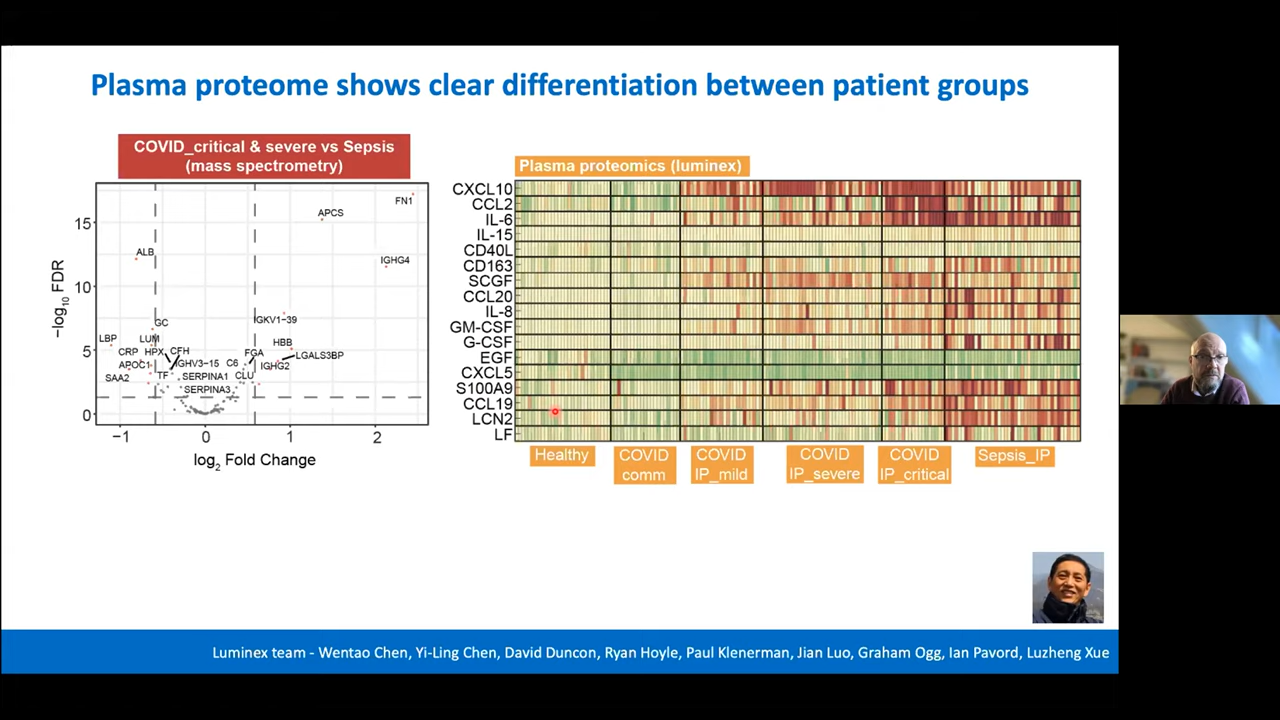 Plasma proteome shows clear differentiation between patient groups
COVID_critical & severe vs Sepsis
(mass spectrometry)
−log10 FDR
15
10
5
0
−1
0
1
2
log2 Fold Change
FN1
APCS
ALB
IGHG4
GC
IGKV1−39
LBP
LUM
HBB
CRP
HPX
CFH
FGA
LGALS3BP
APOC1
IGHV3−15
C6
IGHG2
SAA2
TF
SERPINA1
CLU
SERPINA3
Plasma proteomics (luminex)
CXCL10
CCL2
IL-6
IL-15
CD40L
CD163
SCGF
CCL20
IL-8
GM-CSF
G-CSF
EGF
CXCL5
S100A9
CCL19
LCN2
LF
Healthy
COVID
comm
COVID
IP_mild
COVID
IP_severe
COVID
IP_critical
Sepsis_IP
Luminex team - Wentao Chen, Yi-Ling Chen, David Duncon, Ryan Hoyle, Paul Klenerman, Jian Luo, Graham Ogg, Ian Pavord, Luzheng Xue